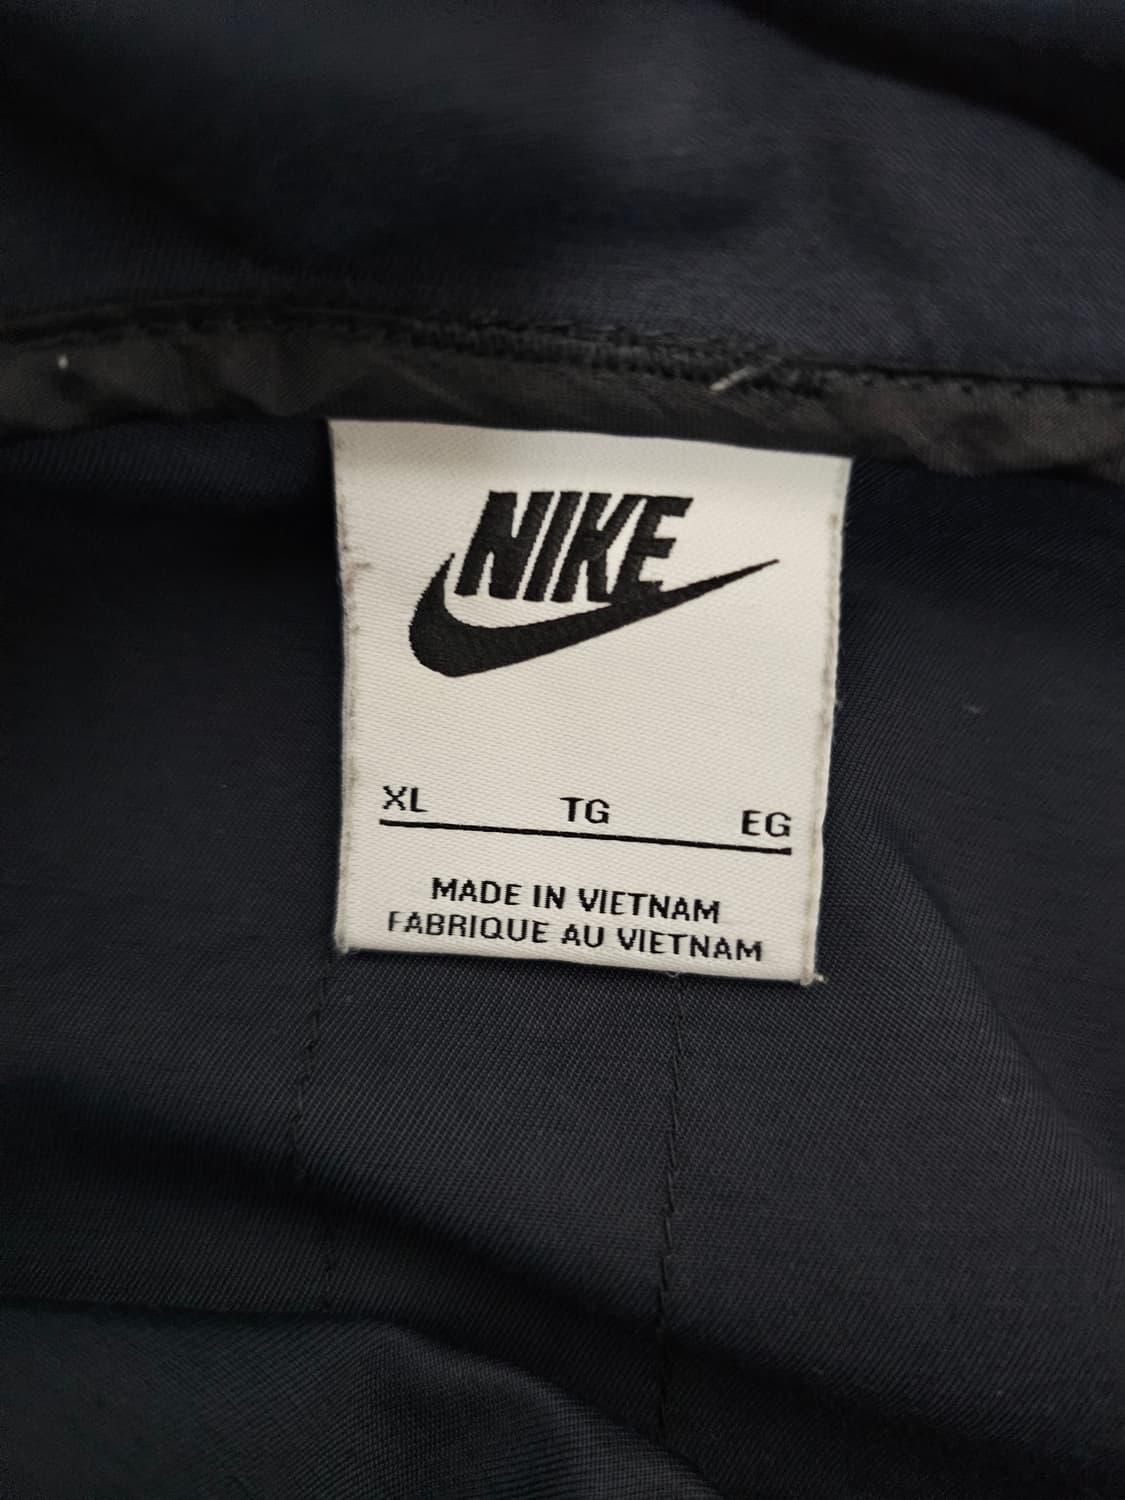 NIKE
XL TG EG
MADE IN VIETNAM
FABRIQUE AU VIETNAM